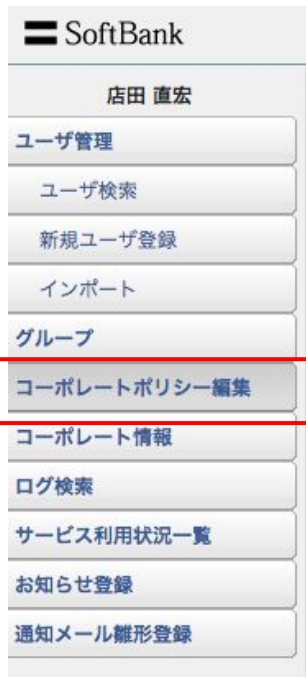 SoftBank
店田 直宏
ユーザ管理
ユーザ検索
新規ユーザ登録
インポート
グループ
コーポレートポリシー編集
コーポレート情報
ログ検索
サービス利用状況一覧
お知らせ登録
通知メール雛形登録